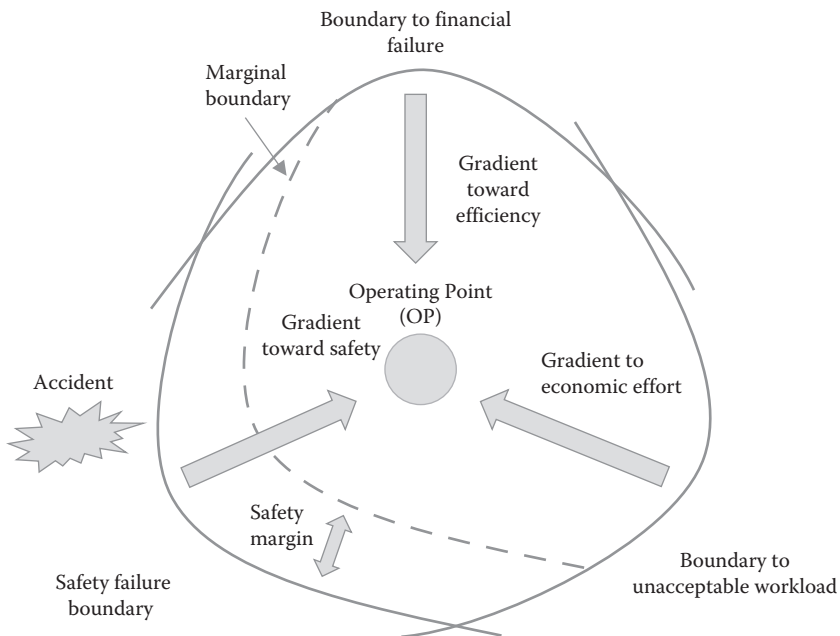 Boundary to financial
failure
Marginal
boundary
Gradient
toward
efficiency
Operating Point
(OP)
Gradient
toward safety
Gradient to
economic effort
Accident
Safety
margin
Safety failure
boundary
Boundary to
unacceptable workload